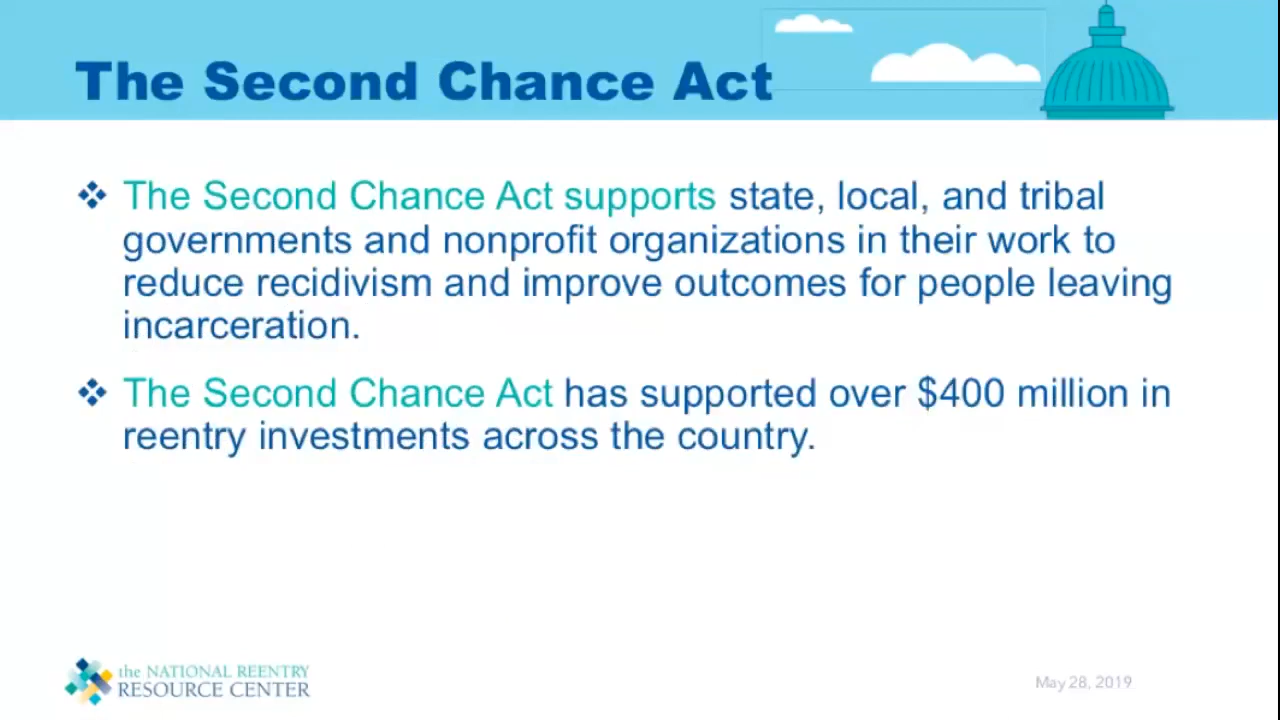 The Second Chance Act
The Second Chance Act supports state, local, and tribal
governments and nonprofit organizations in their work to
reduce recidivism and improve outcomes for people leaving
incarceration.
The Second Chance Act has supported over $400 million in
reentry investments across the country.
the NATIONAL REENTRY
RESOURCE CENTER
May 28, 2019